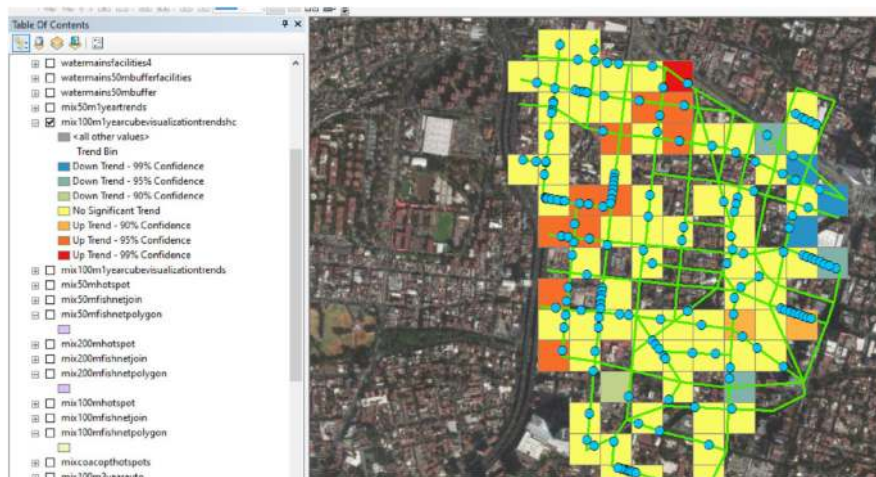 Table Of Contents
watermainsfacilities4
watermains50mbufferfacilities
watermains50mbuffer
mix50m1yeartrends
mix100m1yearcubevisualizationtrendshc
<all other values>
Trend Bin
Down Trend - 99% Confidence
Down Trend - 95% Confidence
Down Trend - 90% Confidence
No Significant Trend
Up Trend - 90% Confidence
Up Trend - 95% Confidence
Up Trend - 99% Confidence
mix100m1yearcubevisualizationtrends
mix50mhotspot
mix50mfishnetjoin
mix50mfishnetpolygon
mix200mhotspot
mix200mfishnetjoin
mix200mfishnetpolygon
mix100mhotspot
mix100mfishnetjoin
mix100mfishnetpolygon
mixcoacopthotspots